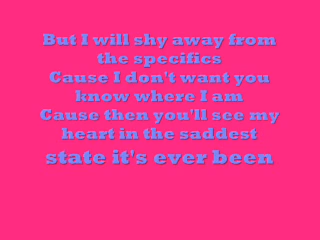 But I will shy away from
the specifics
Cause I don't want you
know where I am
Cause then you'll see my
heart in the saddest
state it's ever been